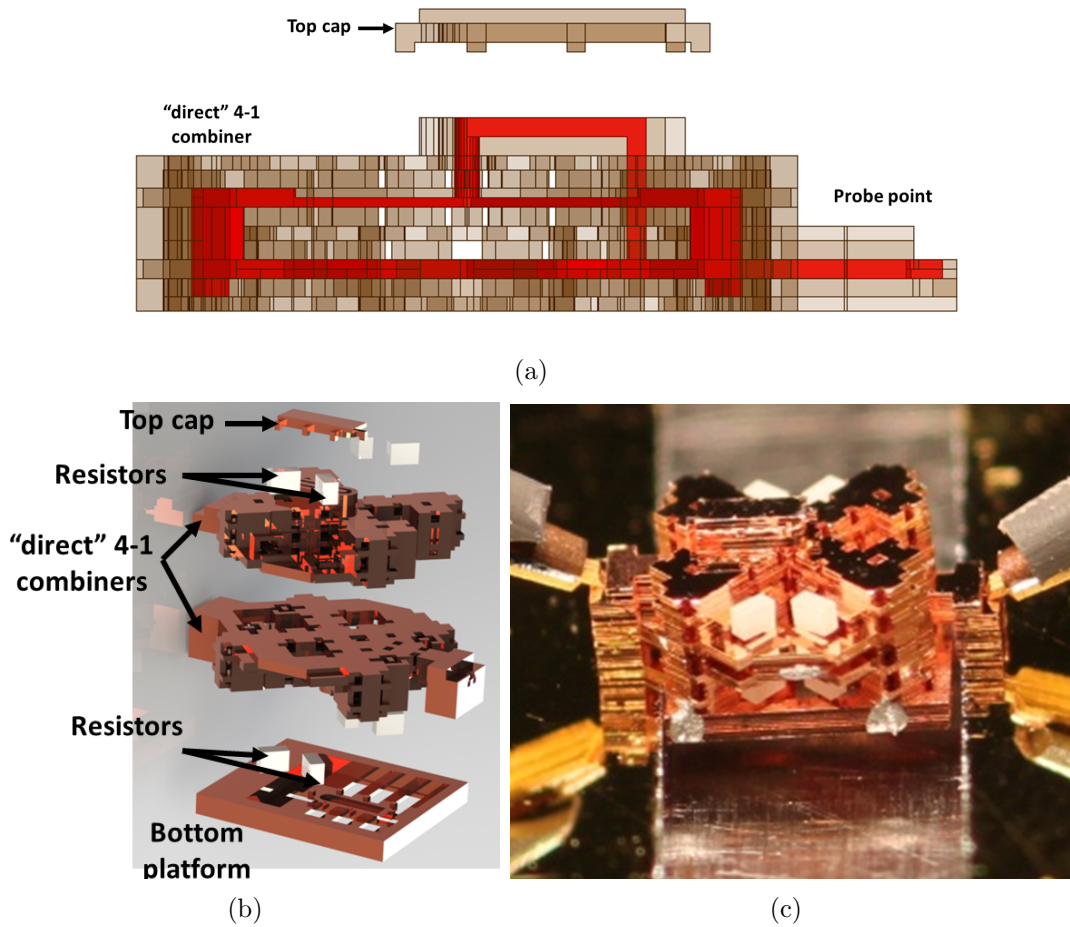 Top cap
“direct” 4-1
combiner
Probe point
(a)
Top cap
Resistors
“direct” 4-1
combiners
Resistors
Bottom
platform
(b)
(c)